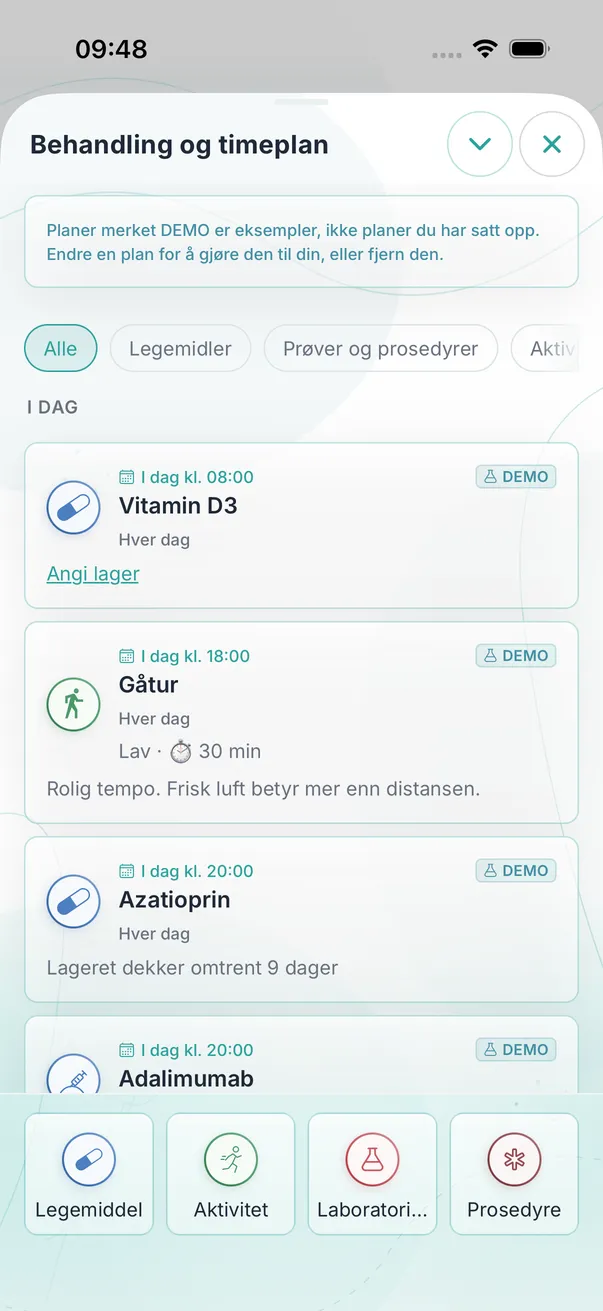 09:48
Behandling og timeplan
Planer merket DEMO er eksempler, ikke planer du har satt opp.
Endre en plan for å gjøre den til din, eller fjern den.
Alle
Legemidler
Prøver og prosedyrer
Aktiv
I DAG
I dag kl. 08:00
DEMO
Vitamin D3
Hver dag
Angi lager
I dag kl. 18:00
DEMO
Gåtur
Hver dag
Lav · ⏱ 30 min
Rolig tempo. Frisk luft betyr mer enn distansen.
I dag kl. 20:00
DEMO
Azatioprin
Hver dag
Lageret dekker omtrent 9 dager
I dag kl. 20:00
DEMO
Adalimumab
Legemiddel
Aktivitet
Laboratori...
Prosedyre